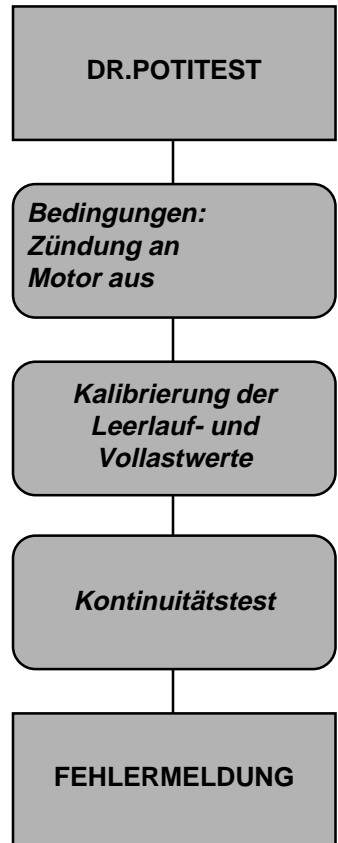 DR.POTITEST
Bedingungen:
Zündung an
Motor aus
Kalibrierung der
Leerlauf- und
Vollastwerte
Kontinuitätstest
FEHLERMELDUNG